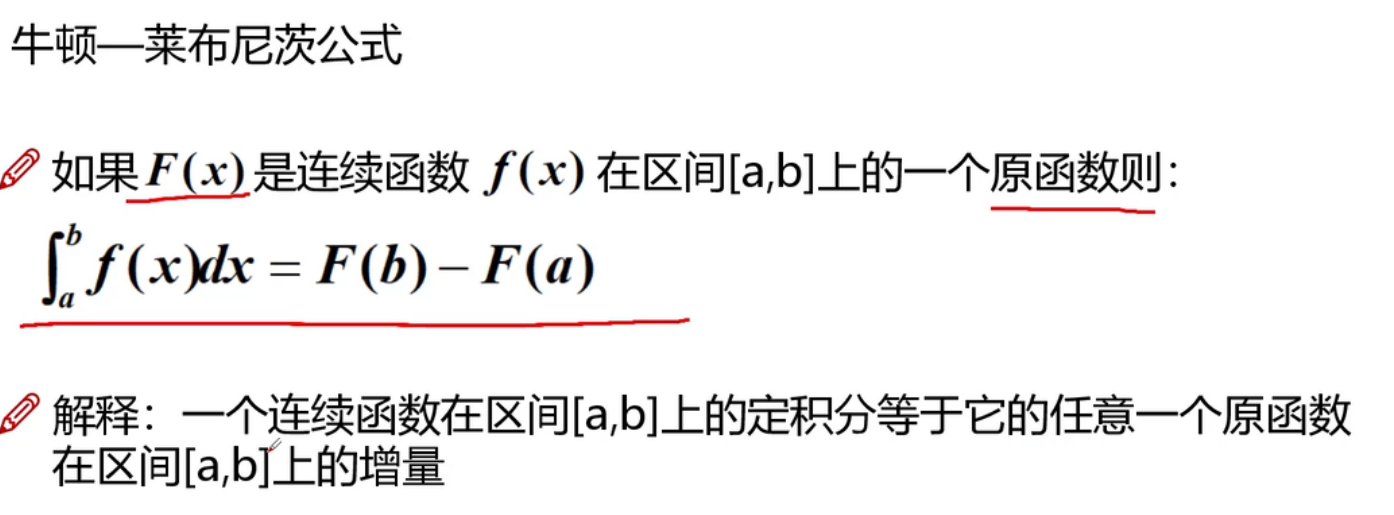 牛顿—莱布尼茨公式
如果F(x)是连续函数 f(x) 在区间[a,b]上的一个原函数则：
∫_a^b f(x)dx = F(b) − F(a)
解释：一个连续函数在区间[a,b]上的定积分等于它的任意一个原函数
在区间[a,b]上的增量